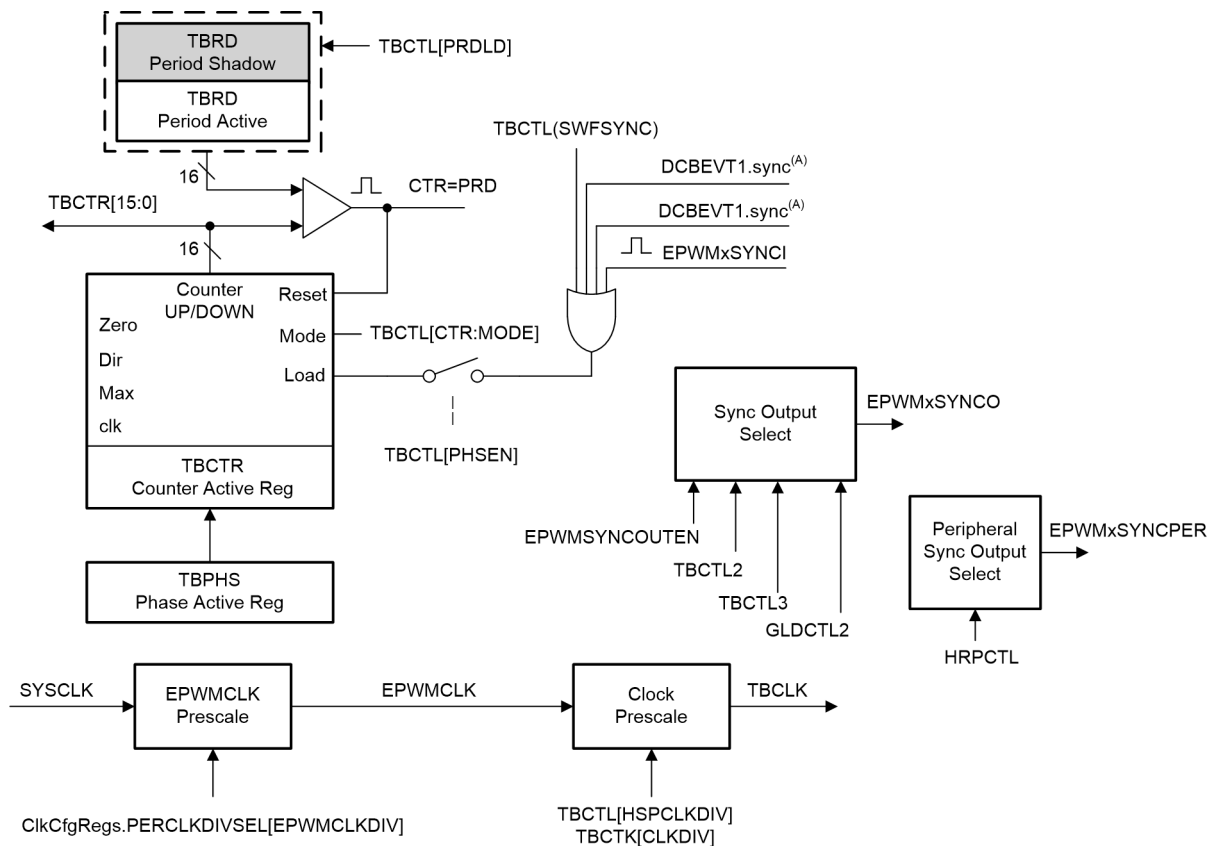 TBRD
Period Shadow
TBCTL[PRDLD]
TBRD
Period Active
TBCTL(SWFSYNC)
16
CTR=PRD
DCBEVT1.sync(A)
TBCTR[15:0]
DCBEVT1.sync(A)
16
EPWMxSYNCI
Counter
UP/DOWN
Reset
Zero
Mode
TBCTL[CTR:MODE]
Dir
Load
Max
clk
TBCTL[PHSEN]
TBCTR
Counter Active Reg
Sync Output
Select
EPWMxSYNCO
EPWMSYNCOUTEN
TBCTL2
TBCTL3
GLDCTL2
Peripheral
Sync Output
Select
EPWMxSYNCPER
HRPCTL
TBPHS
Phase Active Reg
SYSCLK
EPWMCLK
Prescale
EPWMCLK
Clock
Prescale
TBCLK
ClkCfgRegs.PERCLKDIVSEL[EPWMCLKDIV]
TBCTL[HSPCLKDIV]
TBCTK[CLKDIV]